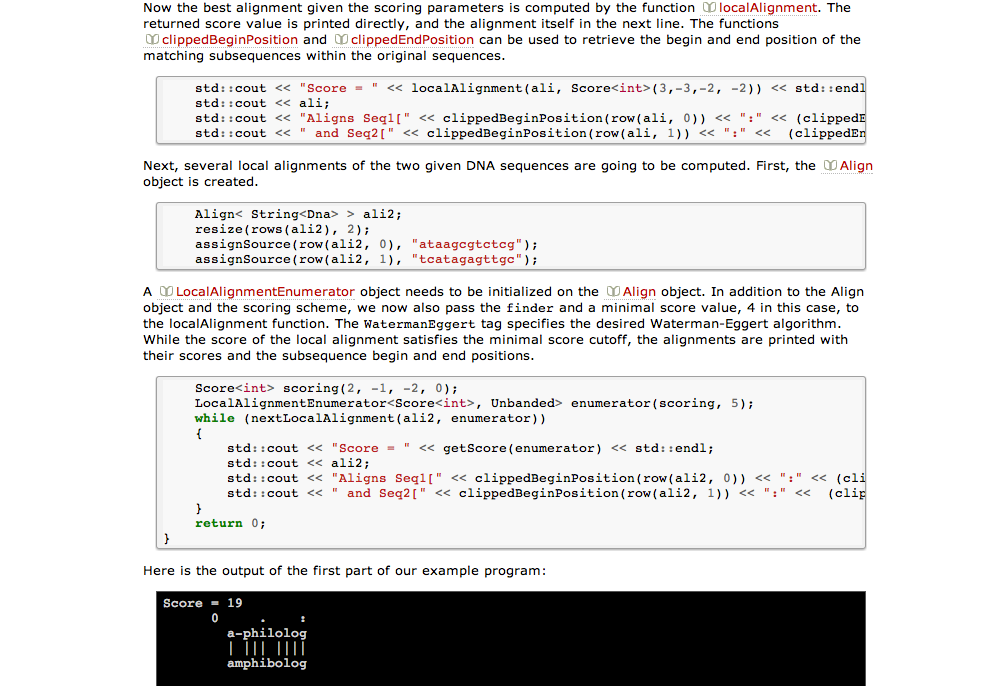 Now the best alignment given the scoring parameters is computed by the function localAlignment. The
returned score value is printed directly, and the alignment itself in the next line. The functions
clippedBeginPosition and clippedEndPosition can be used to retrieve the begin and end position of the
matching subsequences within the original sequences.
std::cout << "Score = " << localAlignment(ali, Score<int>(3,-3,-2, -2)) << std::endl
std::cout << ali;
std::cout << "Aligns Seq1[" << clippedBeginPosition(row(ali, 0)) << ":" << (clippedE
std::cout << " and Seq2[" << clippedBeginPosition(row(ali, 1)) << ":" <<  (clippedEn
Next, several local alignments of the two given DNA sequences are going to be computed. First, the Align
object is created.
Align< String<Dna> > ali2;
resize(rows(ali2), 2);
assignSource(row(ali2, 0), "ataagcgtctcg");
assignSource(row(ali2, 1), "tcatagagttgc");
A LocalAlignmentEnumerator object needs to be initialized on the Align object. In addition to the Align
object and the scoring scheme, we now also pass the finder and a minimal score value, 4 in this case, to
the localAlignment function. The WatermanEggert tag specifies the desired Waterman-Eggert algorithm.
While the score of the local alignment satisfies the minimal score cutoff, the alignments are printed with
their scores and the subsequence begin and end positions.
Score<int> scoring(2, -1, -2, 0);
LocalAlignmentEnumerator<Score<int>, Unbanded> enumerator(scoring, 5);
while (nextLocalAlignment(ali2, enumerator))
{
std::cout << "Score = " << getScore(enumerator) << std::endl;
std::cout << ali2;
std::cout << "Aligns Seq1[" << clippedBeginPosition(row(ali2, 0)) << ":" << (cli
std::cout << " and Seq2[" << clippedBeginPosition(row(ali2, 1)) << ":" <<  (clip
}
return 0;
}
Here is the output of the first part of our example program:
Score = 19
0     .    :
a-philolog
| ||| ||||
amphibolog